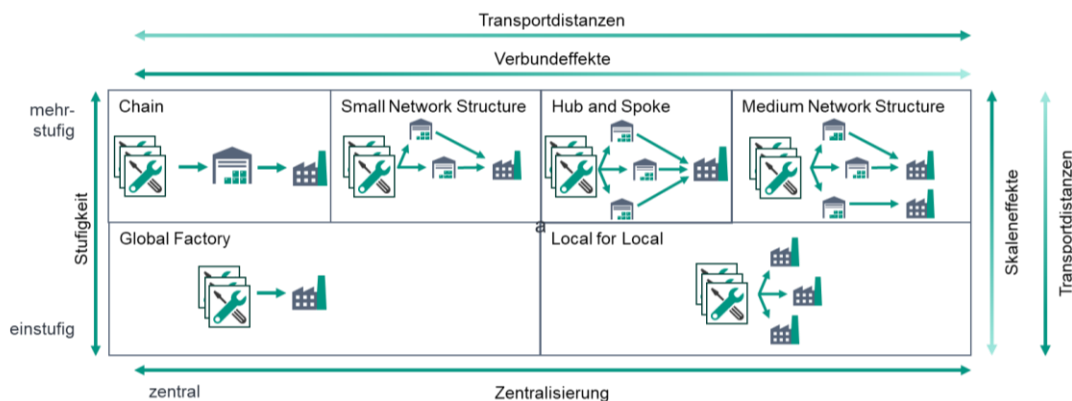 Transportdistanzen
Verbundeffekte
mehr-
stufig
Chain
Small Network Structure
Hub and Spoke
Medium Network Structure
Stufigkeit
Skaleneffekte
Transportdistanzen
a
Global Factory
Local for Local
einstufig
zentral
Zentralisierung